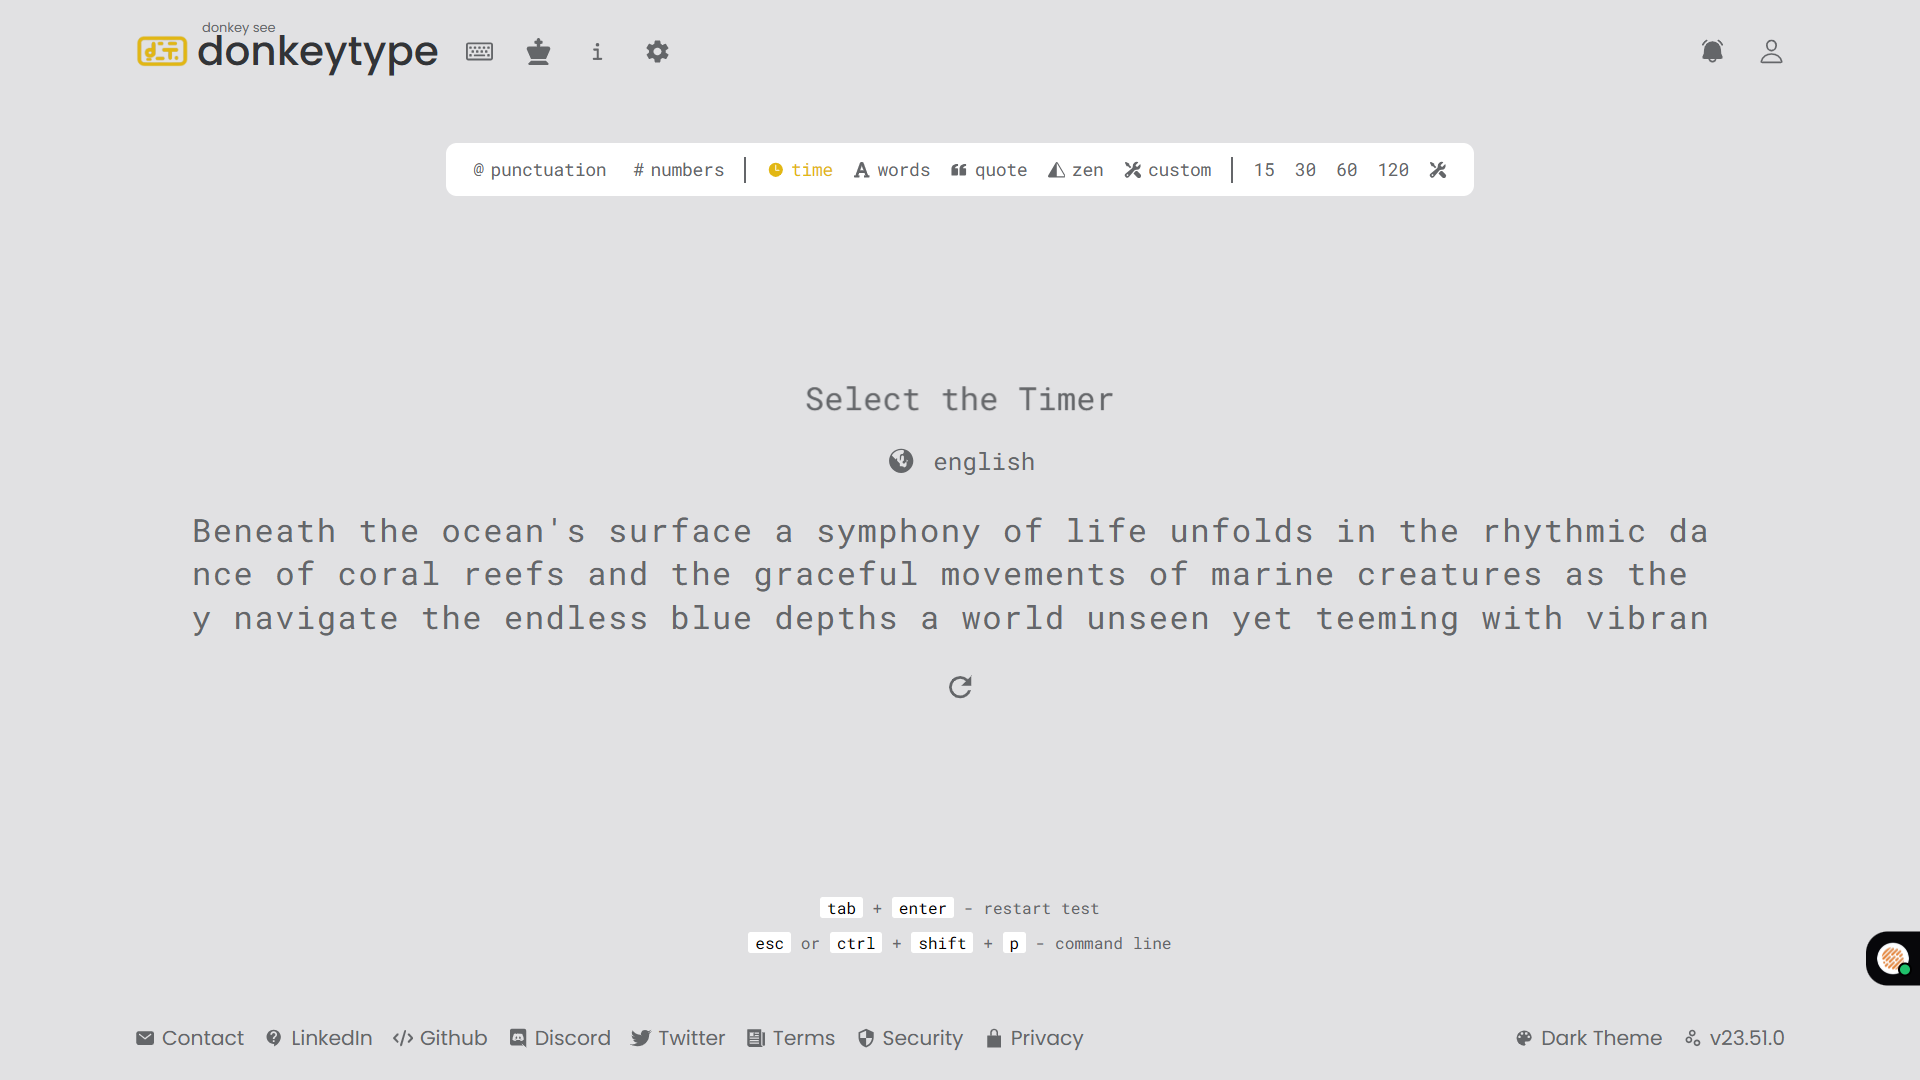 donkey see
donkeytype
@ punctuation # numbers time words quote zen custom 15 30 60 120
Select the Timer
english
Beneath the ocean's surface a symphony of life unfolds in the rhythmic da
nce of coral reefs and the graceful movements of marine creatures as the
y navigate the endless blue depths a world unseen yet teeming with vibran
tab + enter - restart test
esc or ctrl + shift + p - command line
Contact LinkedIn Github Discord Twitter Terms Security Privacy Dark Theme v23.51.0